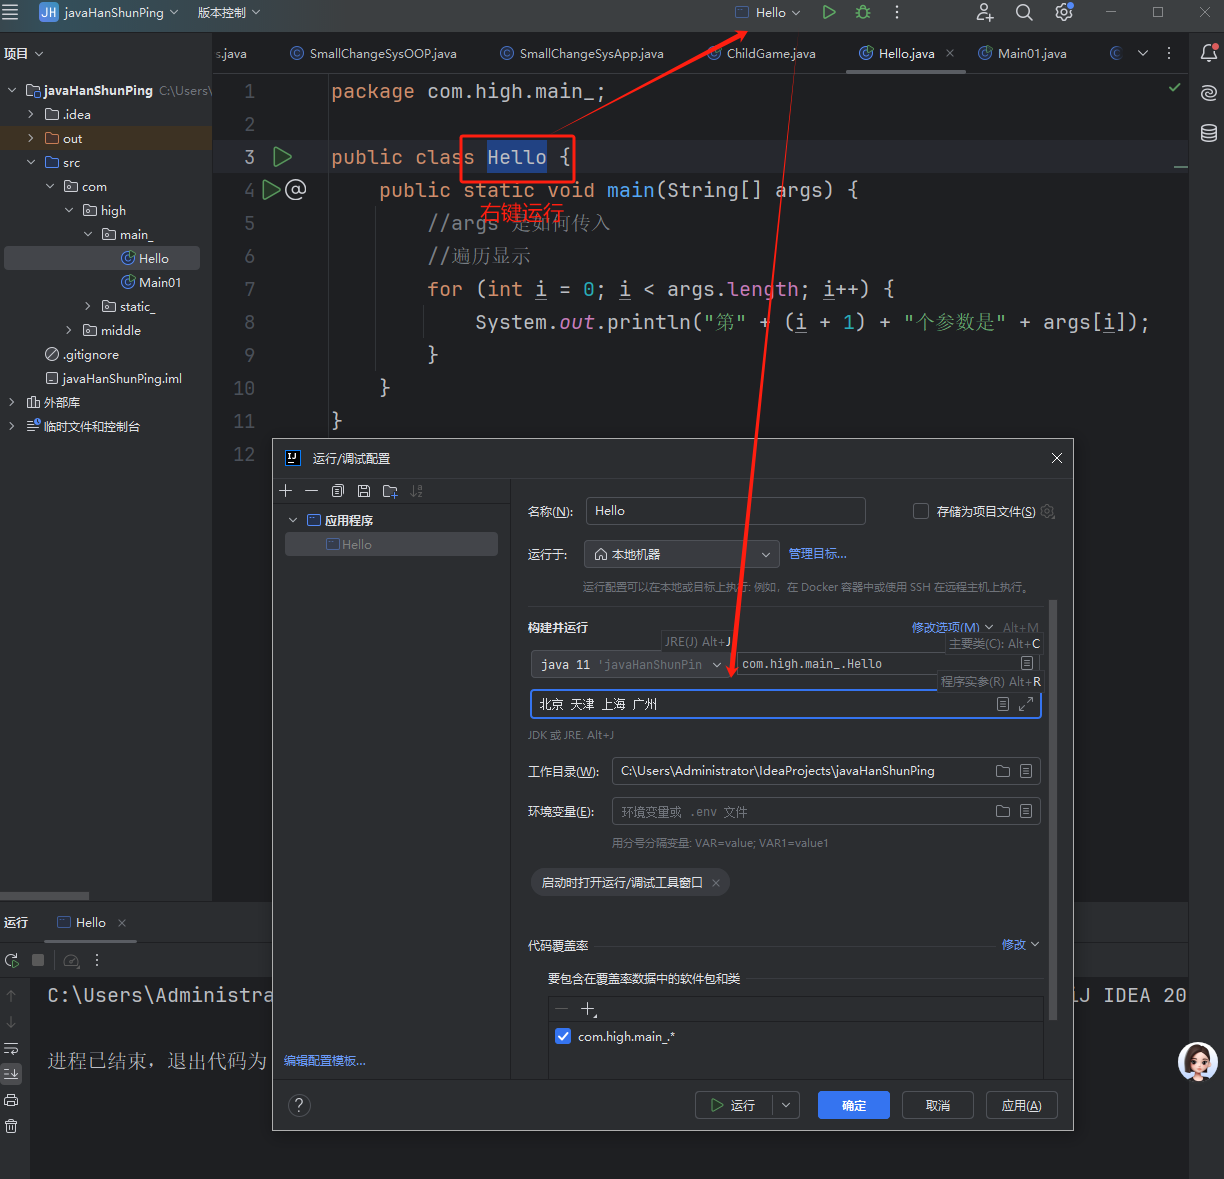 JH javaHanShunPing 版本控制 Hello
项目
s.java SmallChangeSysOOP.java SmallChangeSysApp.java ChildGame.java Hello.java Main01.java
javaHanShunPing C:\Users\
.idea
out
src
com
high
main_
Hello
Main01
static_
middle
.gitignore
javaHanShunPing.iml
外部库
临时文件和控制台
1 package com.high.main_;
2
3 public class Hello {
4 @ public static void main(String[] args) {
右键运行
5 //args 是如何传入
6 //遍历显示
7 for (int i = 0; i < args.length; i++) {
8 System.out.println("第" + (i + 1) + "个参数是" + args[i]);
9 }
10 }
11 }
12
IJ 运行/调试配置
应用程序
Hello
名称(N): Hello 存储为项目文件(S)
运行于: 本地机器 管理目标...
运行配置可以在本地或目标上执行: 例如，在 Docker 容器中或使用 SSH 在远程主机上执行。
构建并运行 修改选项(M) Alt+M
JRE(J) Alt+J 主要类(C): Alt+C
java 11 'javaHanShunPin com.high.main_.Hello
程序实参(R) Alt+R
北京 天津 上海 广州
JDK 或 JRE. Alt+J
工作目录(W): C:\Users\Administrator\IdeaProjects\javaHanShunPing
环境变量(E): 环境变量或 .env 文件
用分号分隔变量: VAR=value; VAR1=value1
启动时打开运行/调试工具窗口
代码覆盖率 修改
要包含在覆盖率数据中的软件包和类
com.high.main_.*
编辑配置模板...
? 运行 确定 取消 应用(A)
运行 Hello
C:\Users\Administra IJ IDEA 20
进程已结束，退出代码为